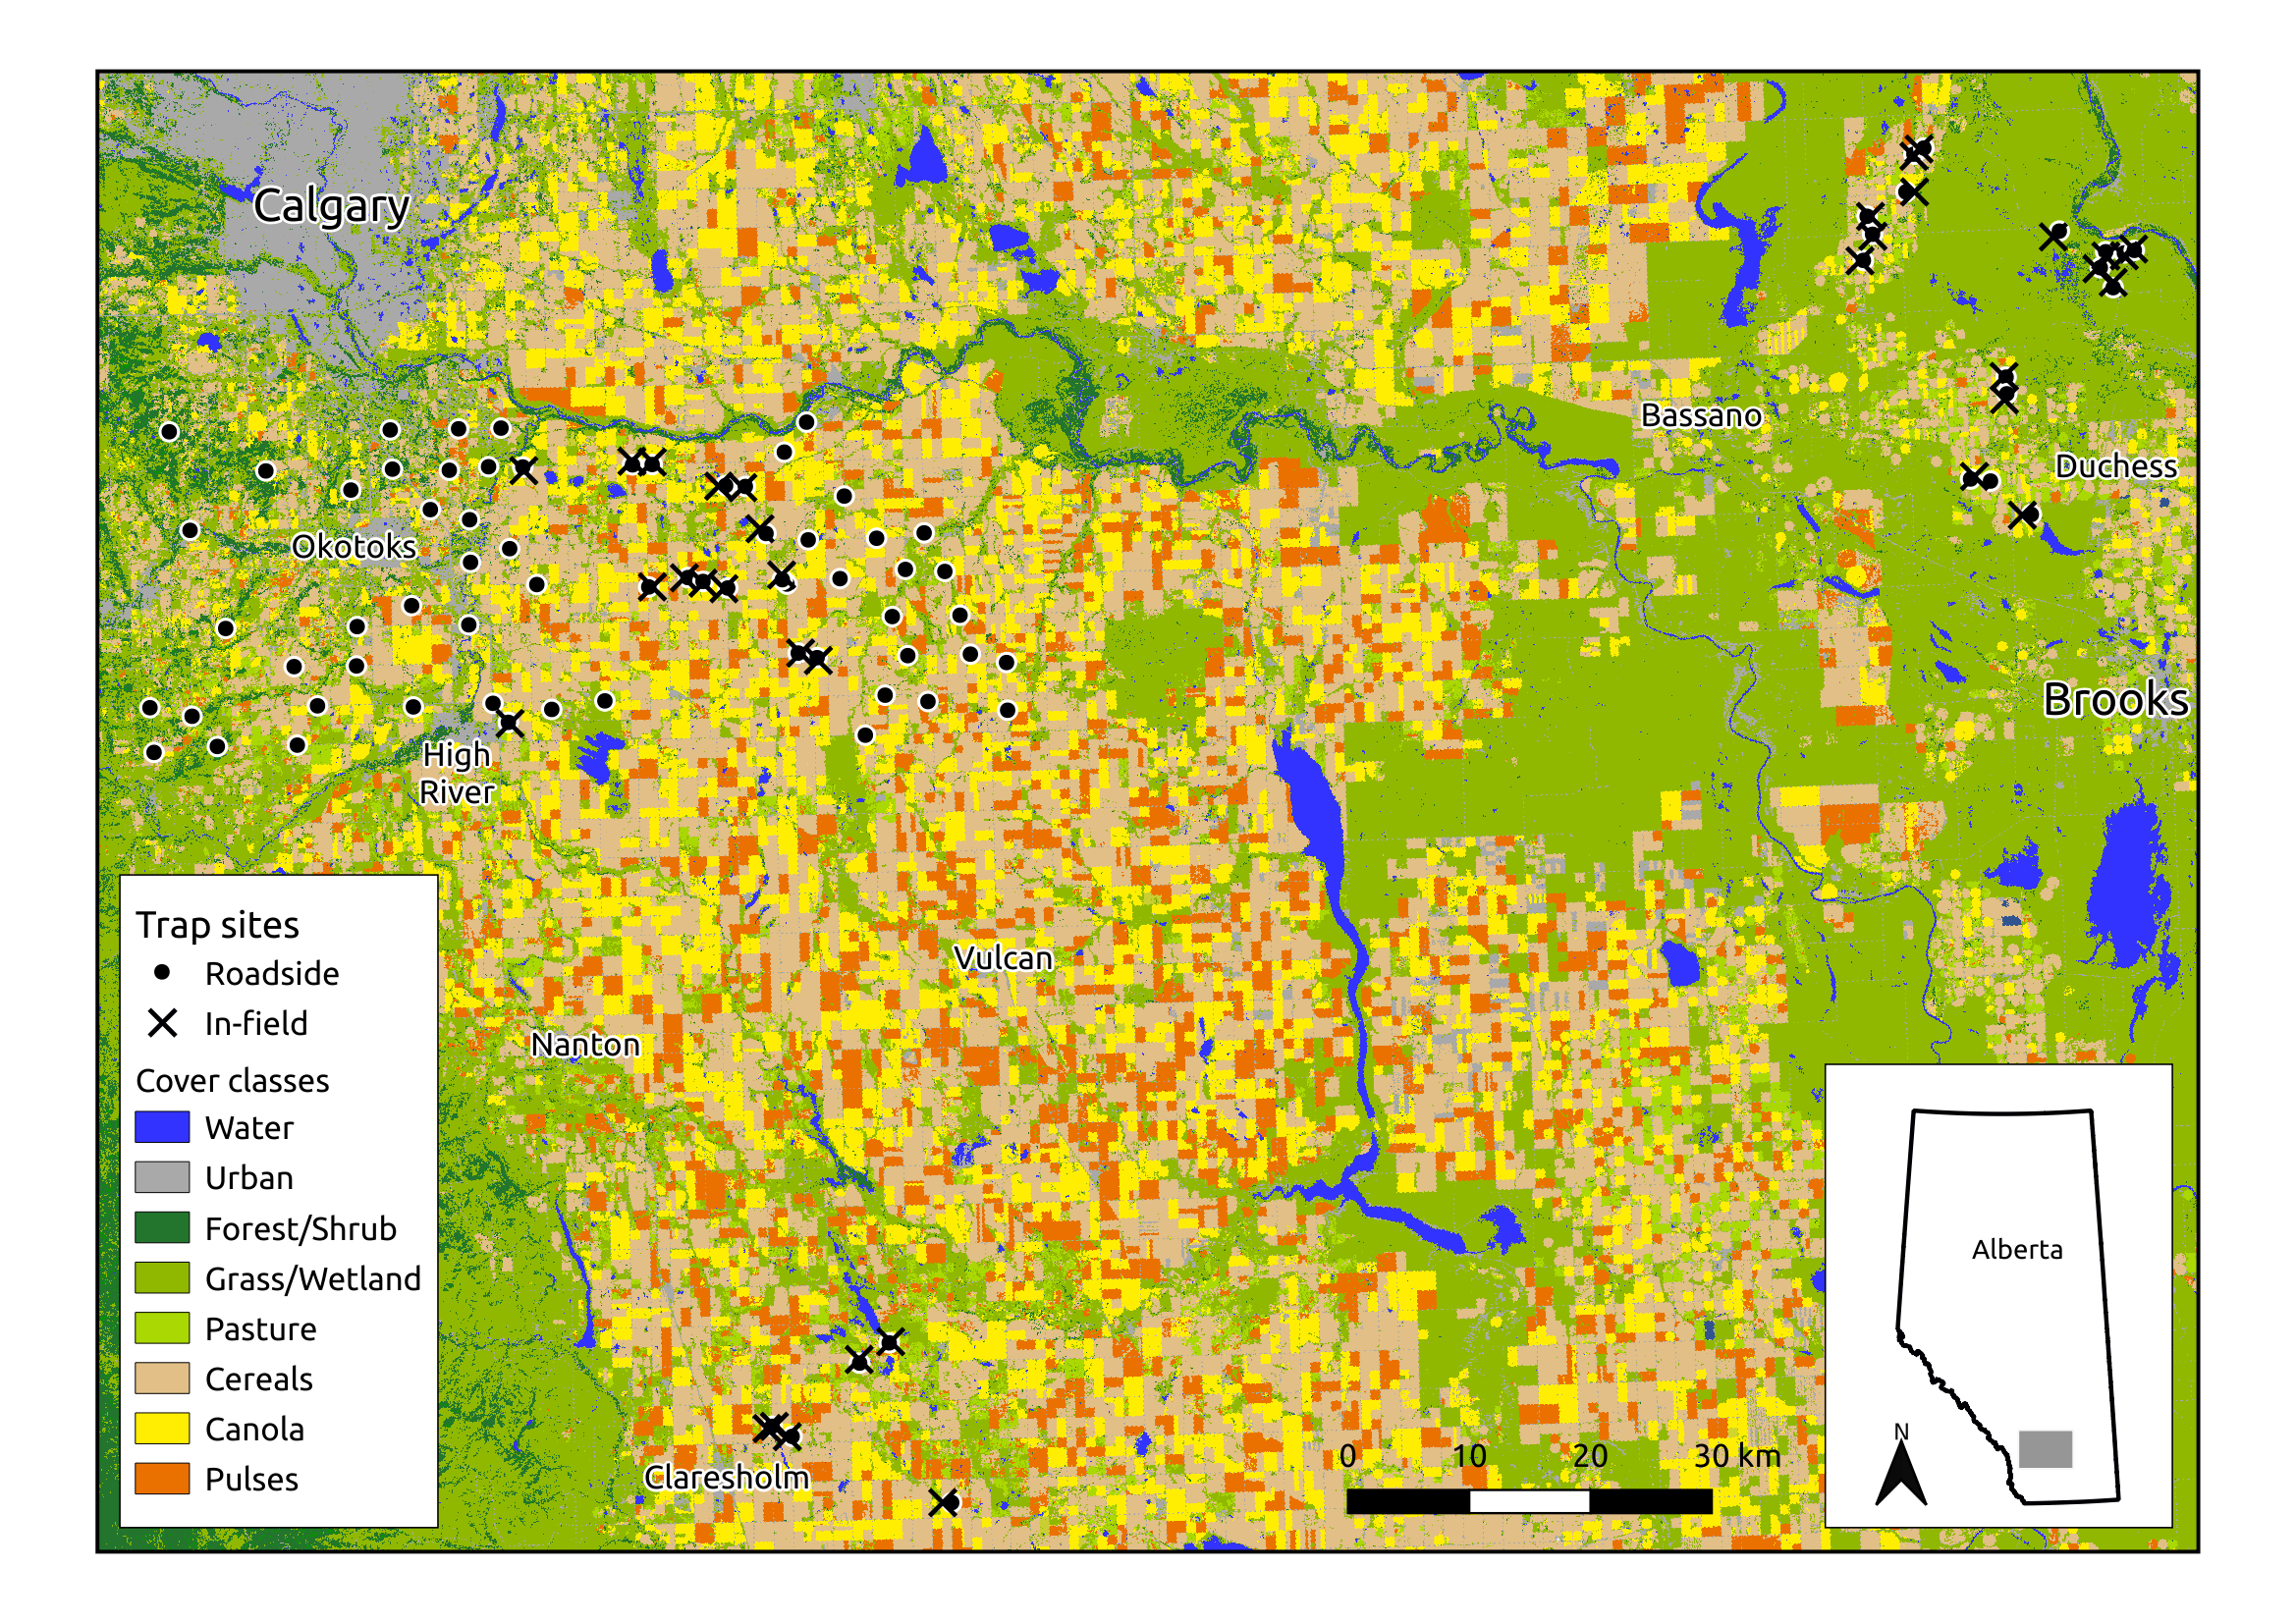 Calgary
Bassano
Duchess
Okotoks
Brooks
High
River
Vulcan
Nanton
Claresholm
Trap sites
Roadside
In-field
Cover classes
Water
Urban
Forest/Shrub
Grass/Wetland
Pasture
Cereals
Canola
Pulses
0 10 20 30 km
Alberta
N